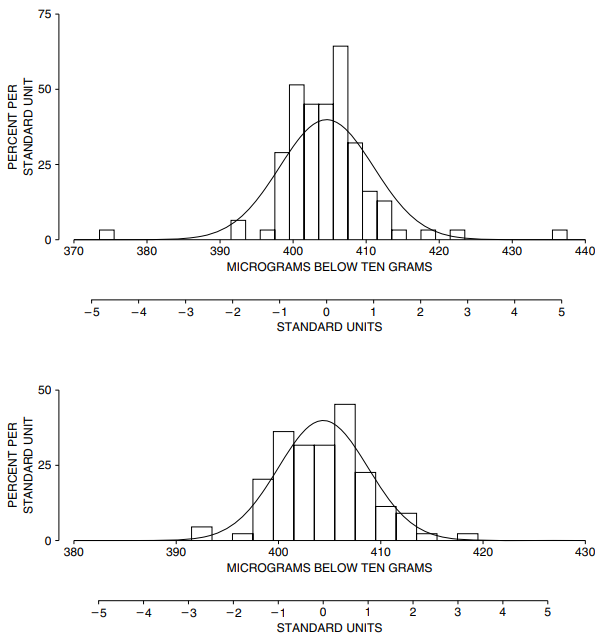 75
50
25
0
PERCENT PER
STANDARD UNIT
370 380 390 400 410 420 430 440
MICROGRAMS BELOW TEN GRAMS
−5 −4 −3 −2 −1 0 1 2 3 4 5
STANDARD UNITS
50
25
0
PERCENT PER
STANDARD UNIT
380 390 400 410 420 430
MICROGRAMS BELOW TEN GRAMS
−5 −4 −3 −2 −1 0 1 2 3 4 5
STANDARD UNITS